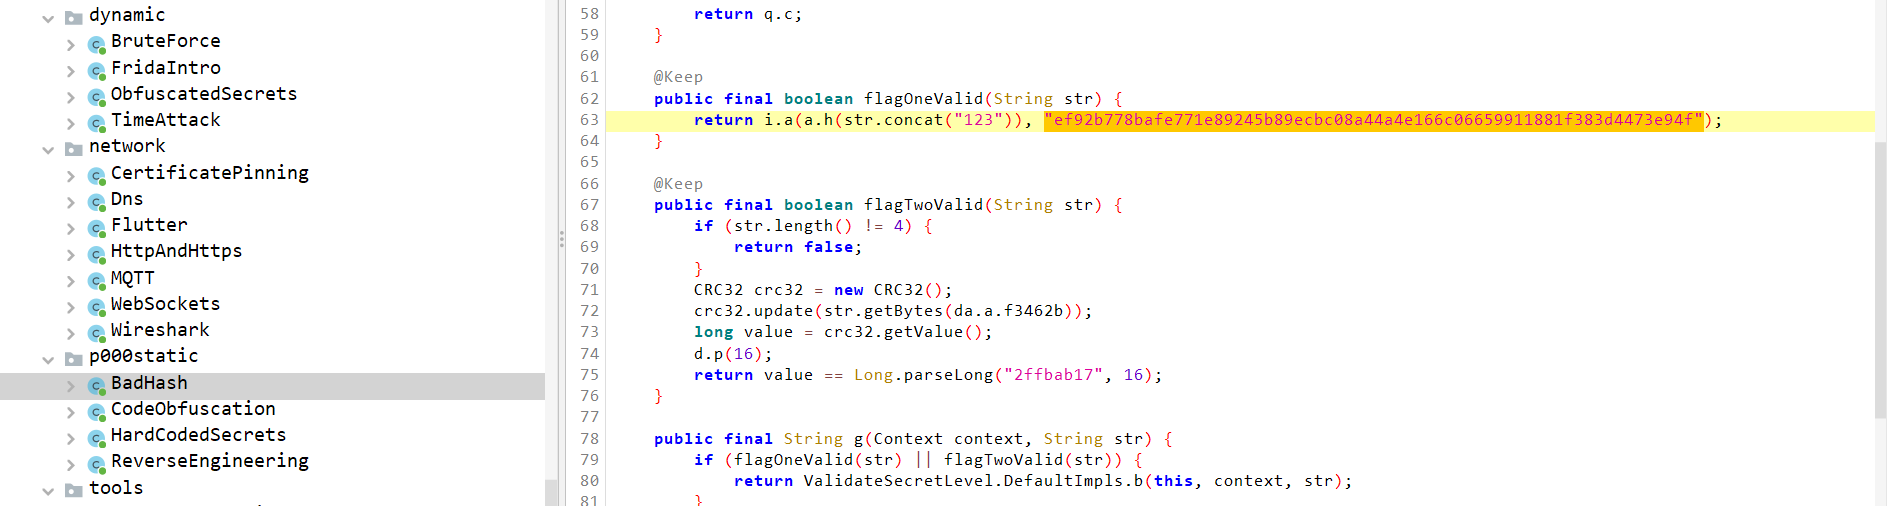 dynamic
BruteForce
FridaIntro
ObfuscatedSecrets
TimeAttack
network
CertificatePinning
Dns
Flutter
HttpAndHttps
MQTT
WebSockets
Wireshark
p000static
BadHash
CodeObfuscation
HardCodedSecrets
ReverseEngineering
tools
58 return q.c;
59 }
60
61 @Keep
62 public final boolean flagOneValid(String str) {
63 return i.a(a.h(str.concat("123")), "ef92b778bafe771e89245b89ecbc08a44a4e166c06659911881f383d4473e94f");
64 }
65
66 @Keep
67 public final boolean flagTwoValid(String str) {
68 if (str.length() != 4) {
69 return false;
70 }
71 CRC32 crc32 = new CRC32();
72 crc32.update(str.getBytes(da.a.f3462b));
73 long value = crc32.getValue();
74 d.p(16);
75 return value == Long.parseLong("2ffbab17", 16);
76 }
77
78 public final String g(Context context, String str) {
79 if (flagOneValid(str) || flagTwoValid(str)) {
80 return ValidateSecretLevel.DefaultImpls.b(this, context, str);
81 }